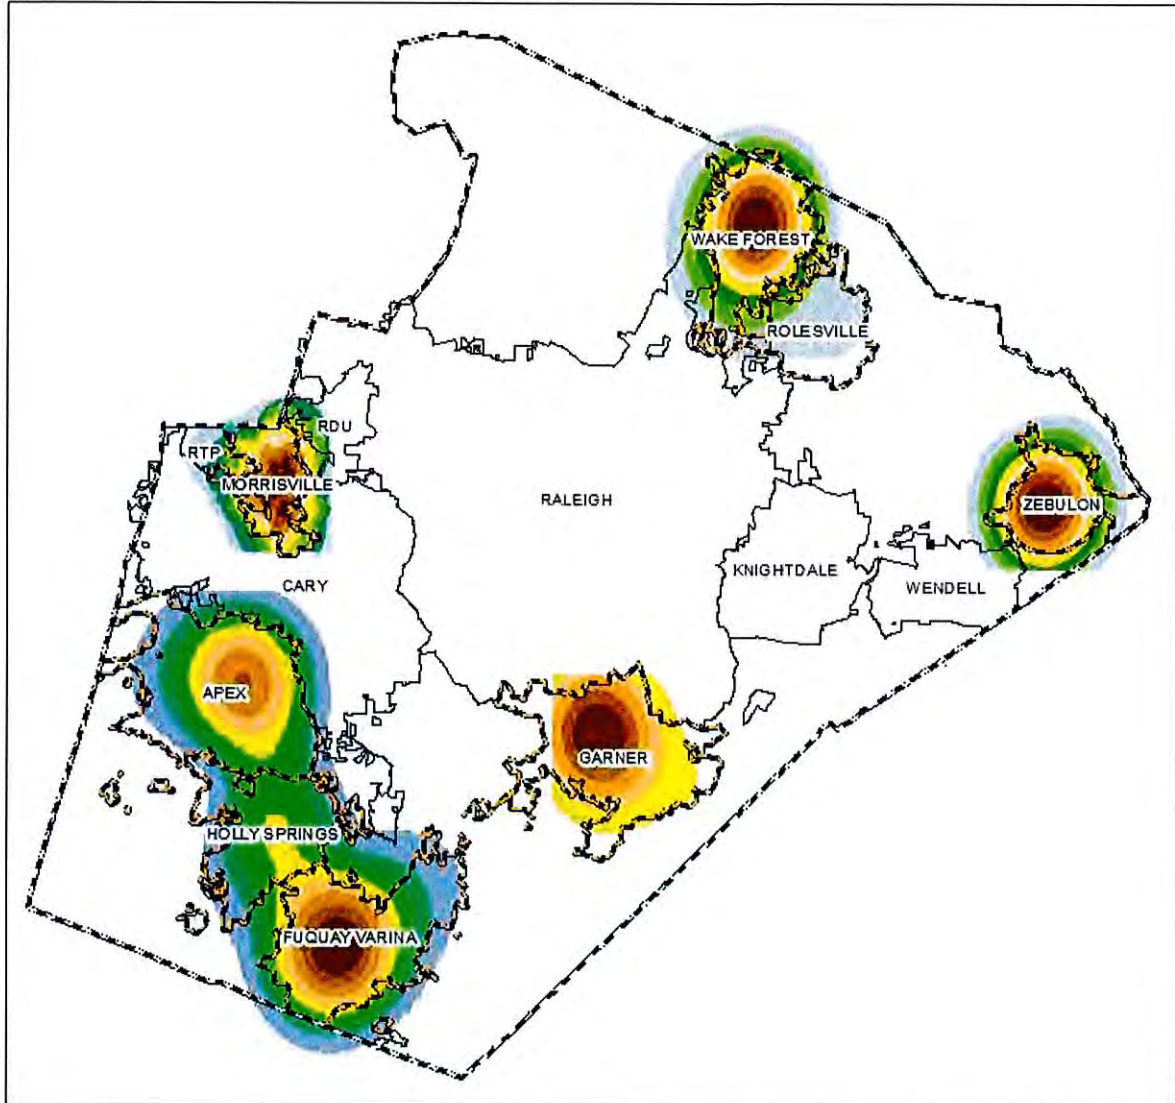 WAKE FOREST
ROLESVILLE
RDU
RTP
MORRISVILLE
RALEIGH
ZEBULON
KNIGHTDALE
WENDELL
CARY
APEX
GARNER
HOLLY SPRINGS
FUQUAY VARINA